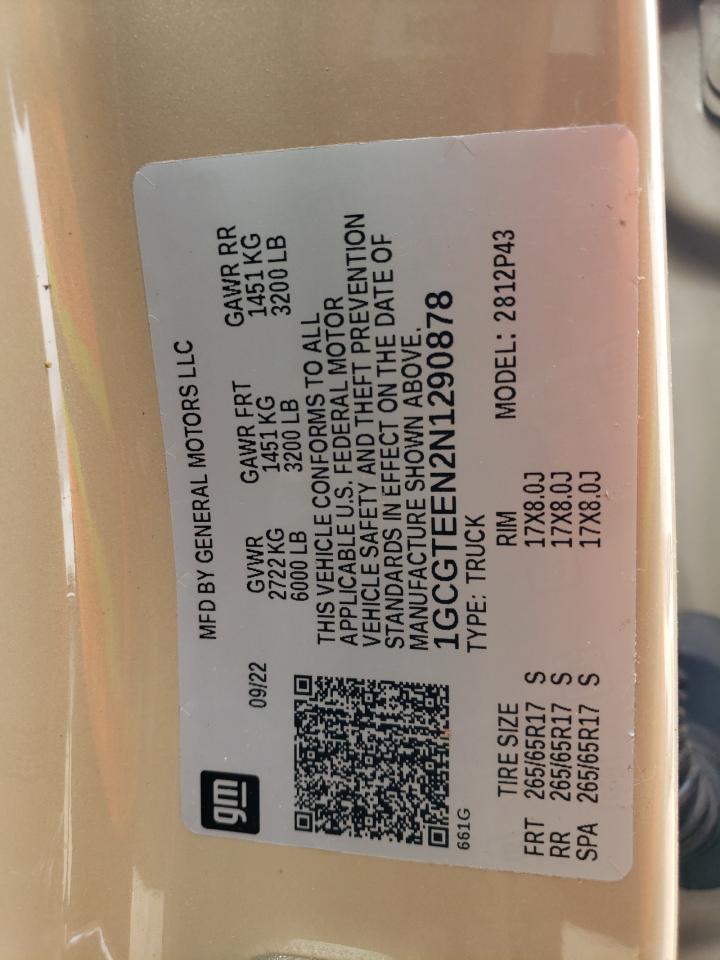 gm
MFD BY GENERAL MOTORS LLC
09/22
GVWR GAWR FRT GAWR RR
2722 KG 1451 KG 1451 KG
6000 LB 3200 LB 3200 LB
THIS VEHICLE CONFORMS TO ALL
APPLICABLE U.S. FEDERAL MOTOR
VEHICLE SAFETY AND THEFT PREVENTION
STANDARDS IN EFFECT ON THE DATE OF
MANUFACTURE SHOWN ABOVE.
1GCGTEEN2N1290878
661G
TYPE: TRUCK
TIRE SIZE RIM MODEL: 2812P43
FRT 265/65R17 S 17X8.0J
RR 265/65R17 S 17X8.0J
SPA 265/65R17 S 17X8.0J